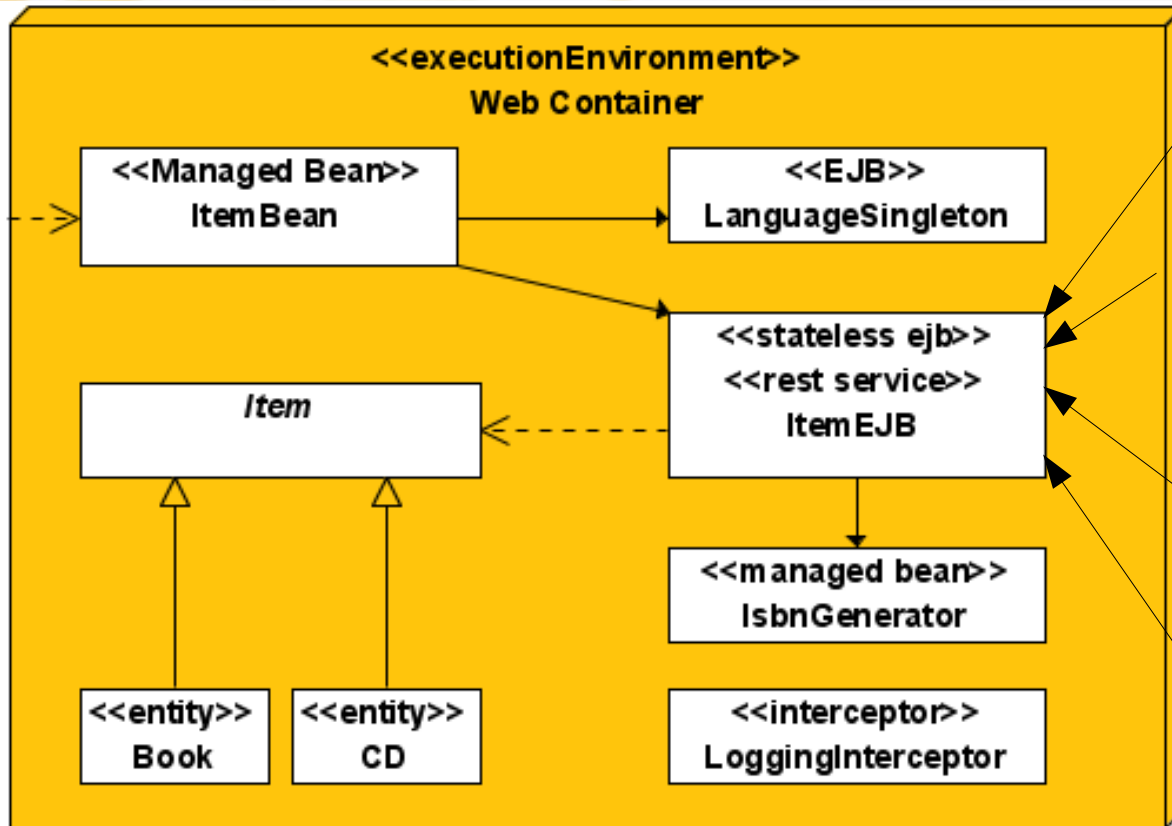 <<executionEnvironment>>
Web Container
<<Managed Bean>>
ItemBean
<<EJB>>
LanguageSingleton
<<stateless ejb>>
<<rest service>>
ItemEJB
Item
<<managed bean>>
IsbnGenerator
<<entity>>
Book
<<entity>>
CD
<<interceptor>>
LoggingInterceptor